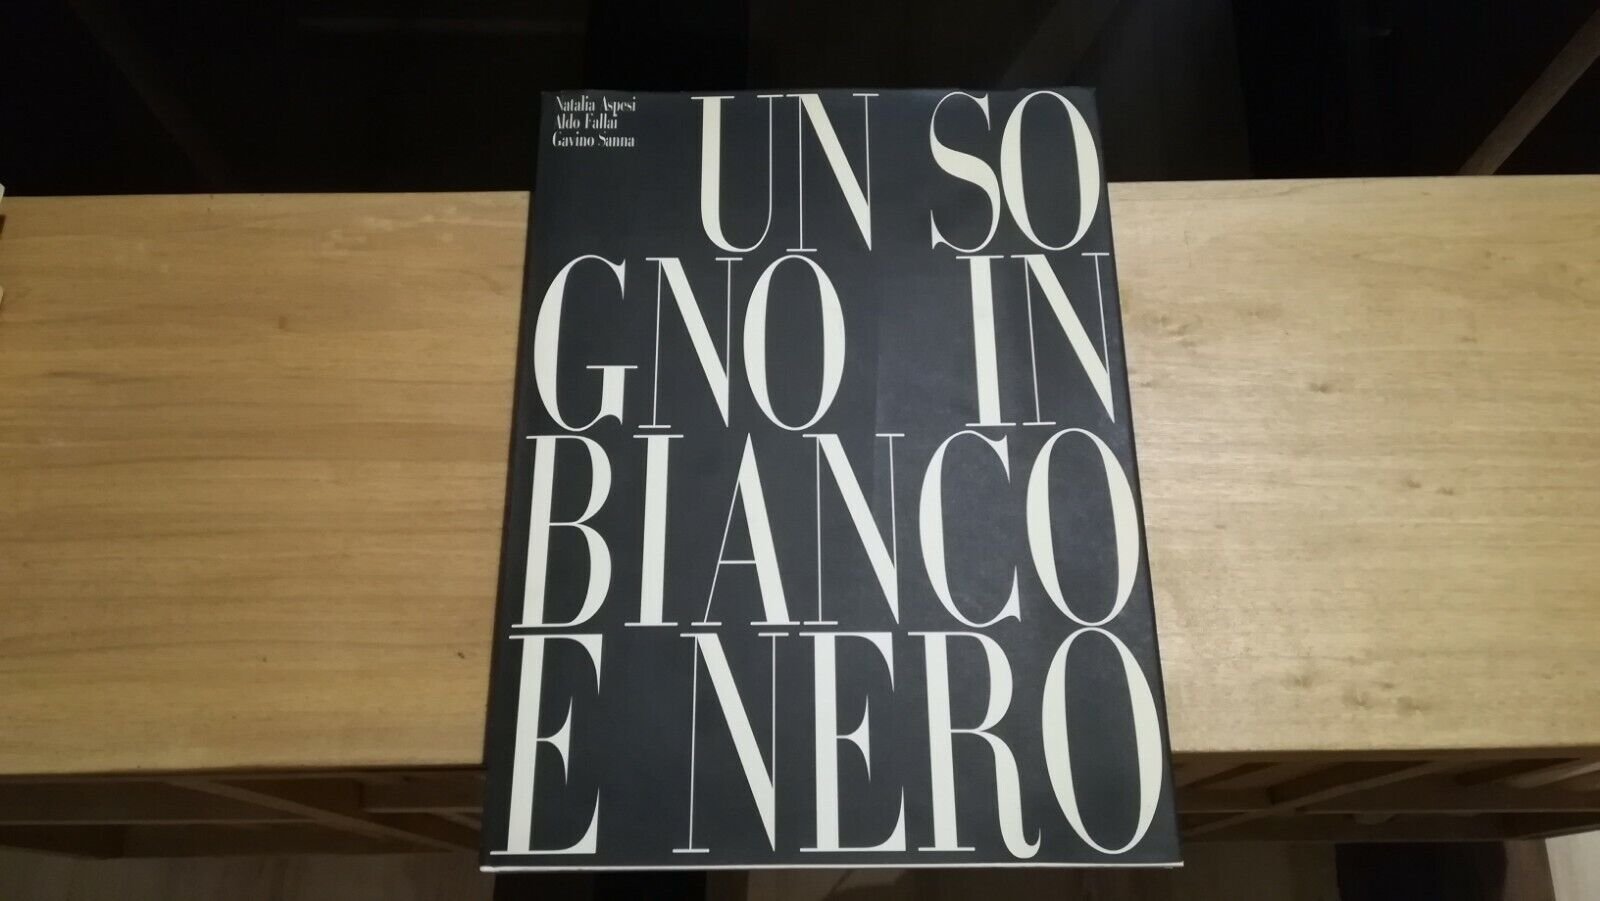 Natalia Aspesi
Aldo Fallai
Gavino Sanna
UN SO
GNO IN
BIANCO
E NERO